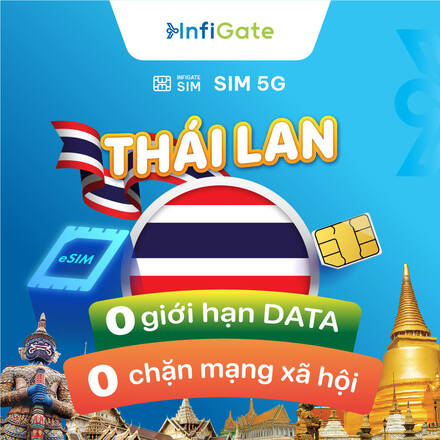 InfiGate
INFIGATE
SIM
SIM 5G
THÁI LAN
eSIM
0 giới hạn DATA
0 chặn mạng xã hội